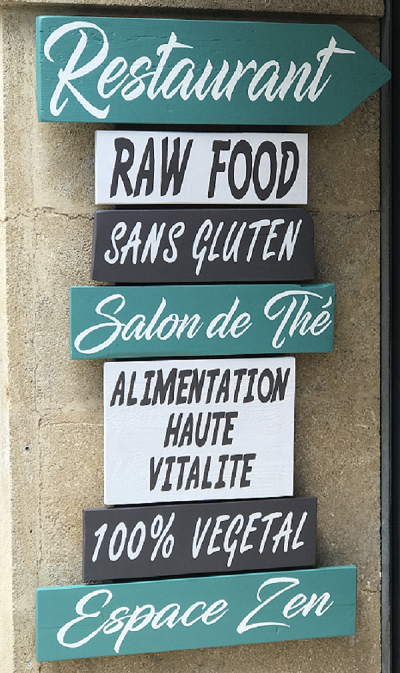 Restaurant
RAW FOOD
SANS GLUTEN
Salon de Thé
ALIMENTATION
HAUTE
VITALITE
100% VEGETAL
Espace Zen